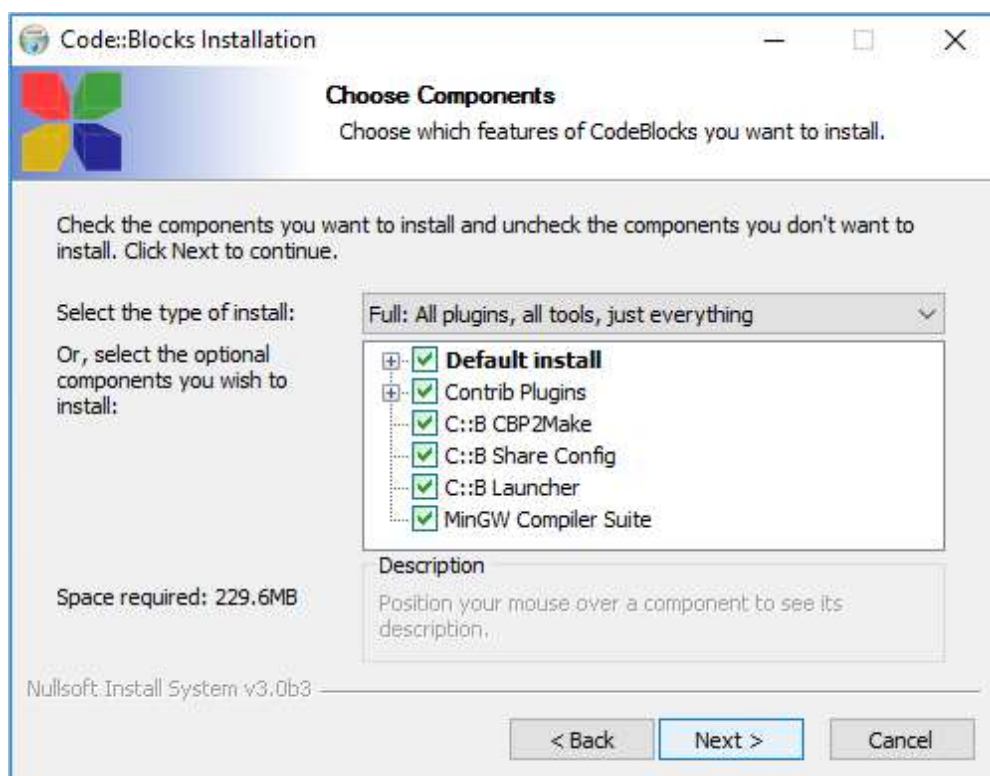 Code::Blocks Installation
Choose Components
Choose which features of CodeBlocks you want to install.
Check the components you want to install and uncheck the components you don't want to
install. Click Next to continue.
Select the type of install:
Full: All plugins, all tools, just everything
Or, select the optional
components you wish to
install:
Default install
Contrib Plugins
C::B CBP2Make
C::B Share Config
C::B Launcher
MinGW Compiler Suite
Space required: 229.6MB
Description
Position your mouse over a component to see its
description.
Nullsoft Install System v3.0b3
< Back
Next >
Cancel